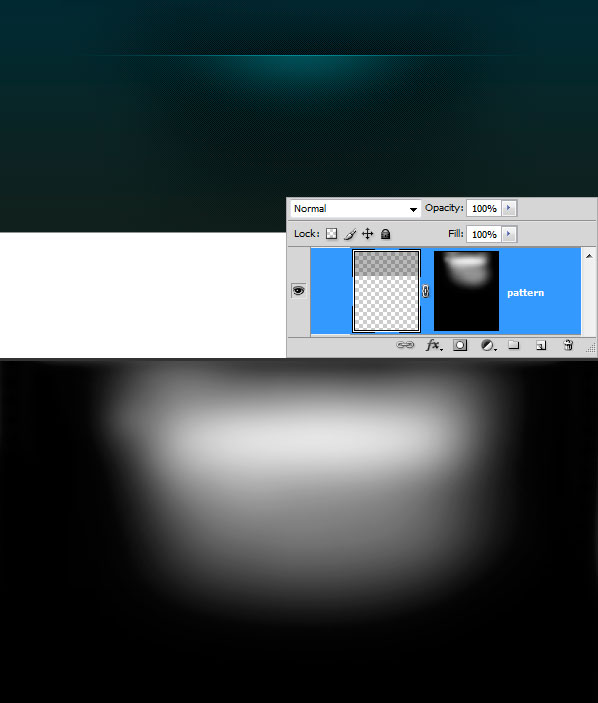 Normal Opacity: 100%
Lock: Fill: 100%
pattern
fx.